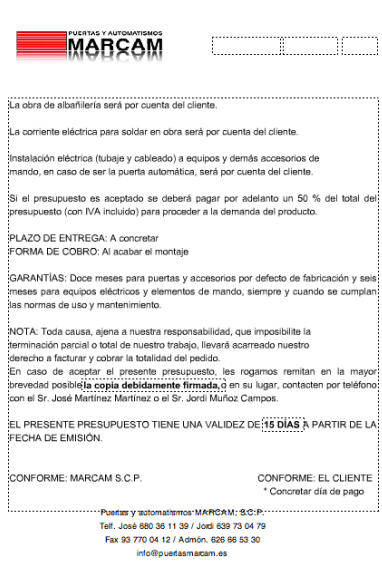 PUERTAS Y AUTOMATISMOS
MARCAM
La obra de albañilería será por cuenta del cliente.
La corriente eléctrica para soldar en obra será por cuenta del cliente.
Instalación eléctrica (tubaje y cableado) a equipos y demás accesorios de
mando, en caso de ser la puerta automática, será por cuenta del cliente.
Si el presupuesto es aceptado se deberá pagar por adelanto un 50 % del total del
presupuesto (con IVA incluido) para proceder a la demanda del producto.
PLAZO DE ENTREGA: A concretar
FORMA DE COBRO: Al acabar el montaje
GARANTÍAS: Doce meses para puertas y accesorios por defecto de fabricación y seis
meses para equipos eléctricos y elementos de mando, siempre y cuando se cumplan
las normas de uso y mantenimiento.
NOTA: Toda causa, ajena a nuestra responsabilidad, que imposibilite la
terminación parcial o total de nuestro trabajo, llevará acarreado nuestro
derecho a facturar y cobrar la totalidad del pedido.
En caso de aceptar el presente presupuesto, les rogamos remitan en la mayor
brevedad posible la copia debidamente firmada, o en su lugar, contacten por teléfono
con el Sr. José Martínez Martínez o el Sr. Jordi Muñoz Campos.
EL PRESENTE PRESUPUESTO TIENE UNA VALIDEZ DE 15 DÍAS A PARTIR DE LA
FECHA DE EMISIÓN.
CONFORME: MARCAM S.C.P. CONFORME: EL CLIENTE
* Concretar día de pago
Puertas y automatismos MARCAM, S.C.P.
Telf. José 680 36 11 39 / Jordi 639 73 04 79
Fax 93 770 04 12 / Admón. 626 66 53 30
info@puertasmarcam.es